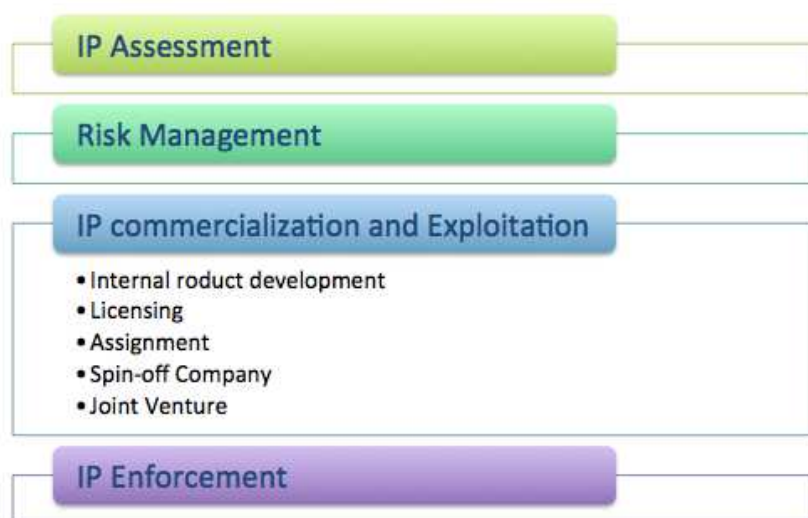 IP Assessment
Risk Management
IP commercialization and Exploitation
• Internal roduct development
• Licensing
• Assignment
• Spin-off Company
• Joint Venture
IP Enforcement